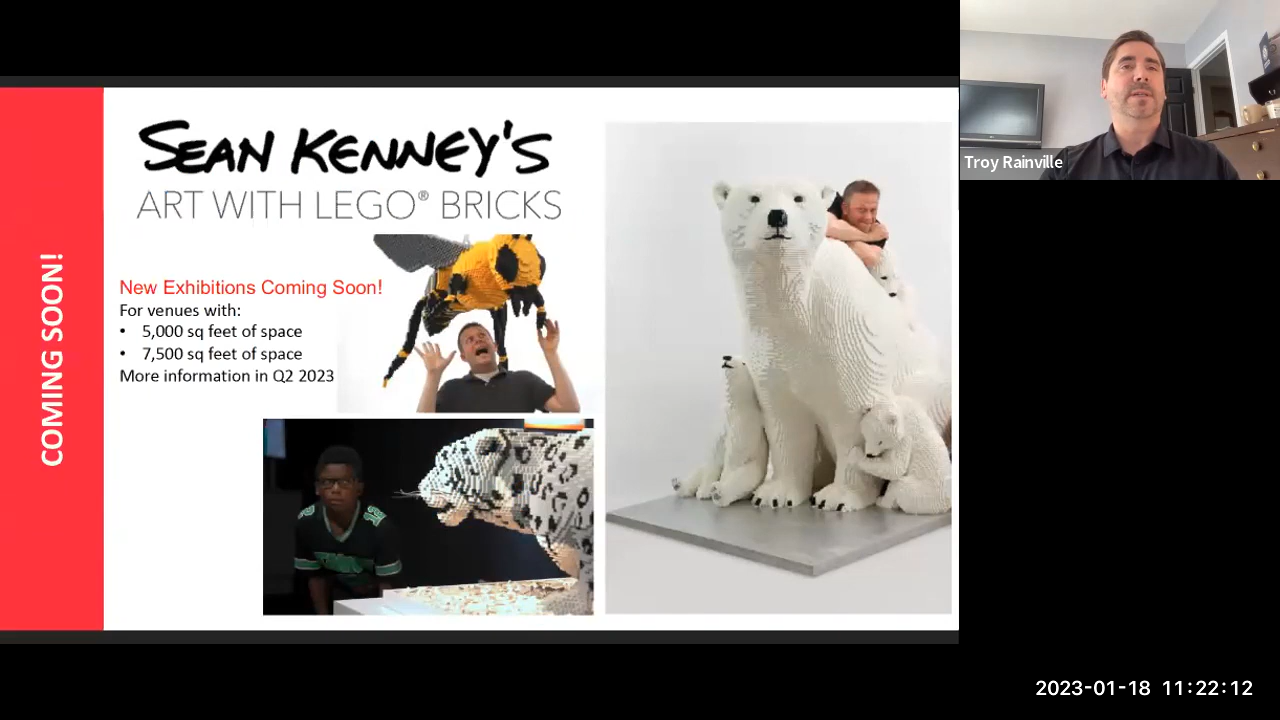 COMING SOON!
SEAN KENNEY'S
ART WITH LEGO® BRICKS
New Exhibitions Coming Soon!
For venues with:
• 5,000 sq feet of space
• 7,500 sq feet of space
More information in Q2 2023
Troy Rainville
2023-01-18 11:22:12